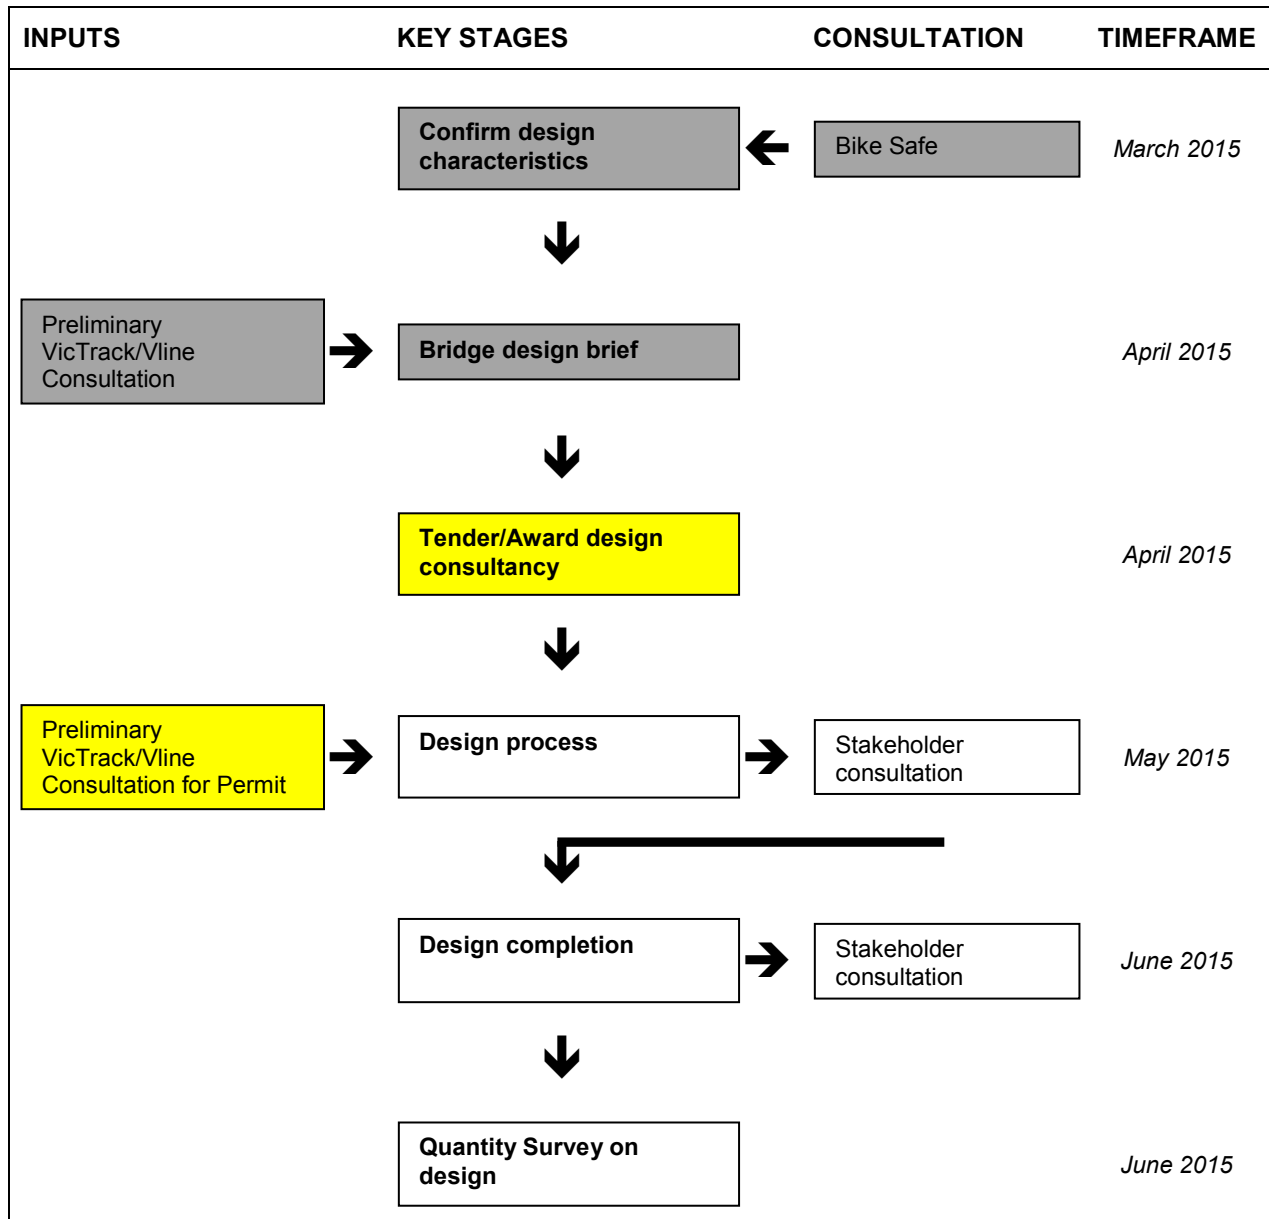 INPUTS KEY STAGES CONSULTATION TIMEFRAME
Confirm design
characteristics
Bike Safe
March 2015
Preliminary
VicTrack/Vline
Consultation
Bridge design brief
April 2015
Tender/Award design
consultancy
April 2015
Preliminary
VicTrack/Vline
Consultation for Permit
Design process
Stakeholder
consultation
May 2015
Design completion
Stakeholder
consultation
June 2015
Quantity Survey on
design
June 2015